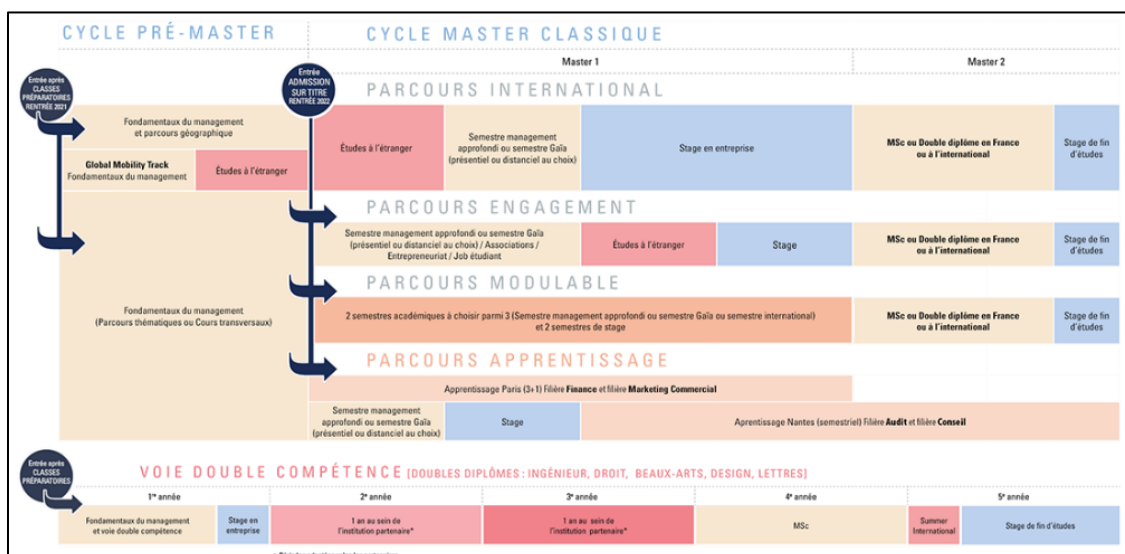 CYCLE PRÉ-MASTER
CYCLE MASTER CLASSIQUE
Master 1
Master 2
Entrée après
CLASSES
PRÉPARATOIRES
RENTRÉE 2021
Entrée
ADMISSION
SUR TITRE
RENTRÉE 2022
PARCOURS INTERNATIONAL
Fondamentaux du management
et parcours géographique
Global Mobility Track
Fondamentaux du management
Études à l'étranger
Études à l'étranger
Semestre management
approfondi ou semestre Gaïa
(présentiel ou distanciel au choix)
Stage en entreprise
MSc ou Double diplôme en France
ou à l'international
Stage de fin
d'études
PARCOURS ENGAGEMENT
Semestre management approfondi ou semestre Gaïa
(présentiel ou distanciel au choix) / Associations /
Entrepreneuriat / Job étudiant
Études à l'étranger
Stage
MSc ou Double diplôme en France
ou à l'international
Stage de fin
d'études
PARCOURS MODULABLE
Fondamentaux du management
(Parcours thématiques ou Cours transversaux)
2 semestres académiques à choisir parmi 3 (Semestre management approfondi ou semestre Gaïa ou semestre international)
et 2 semestres de stage
MSc ou Double diplôme en France
ou à l'international
Stage de fin
d'études
PARCOURS APPRENTISSAGE
Apprentissage Paris (3+1) Filière Finance et filière Marketing Commercial
Semestre management
approfondi ou semestre Gaïa
(présentiel ou distanciel au choix)
Stage
Apprentissage Nantes (semestriel) Filière Audit et filière Conseil
Entrée après
CLASSES
PRÉPARATOIRES
VOIE DOUBLE COMPÉTENCE [DOUBLES DIPLÔMES : INGÉNIEUR, DROIT, BEAUX-ARTS, DESIGN, LETTRES]
1re année
2e année
3e année
4e année
5e année
Fondamentaux du management
et voie double compétence
Stage en
entreprise
1 an au sein de
l'institution partenaire*
1 an au sein de
l'institution partenaire*
MSc
Summer
International
Stage de fin d'études